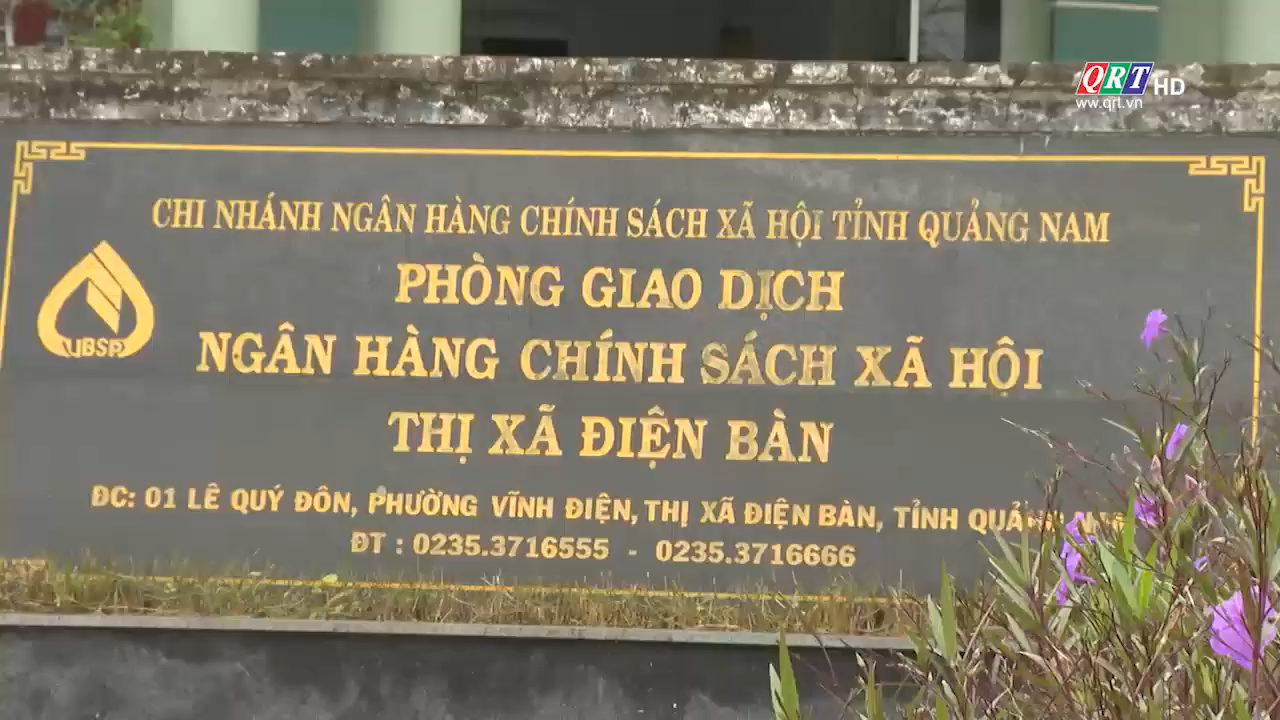 QRT HD
ww.qrt.vn
CHI NHÁNH NGÂN HÀNG CHÍNH SÁCH XÃ HỘI TỈNH QUẢNG NAM
PHÒNG GIAO DỊCH
VBSP
NGÂN HÀNG CHÍNH SÁCH XÃ HỘI
THỊ XÃ ĐIỆN BÀN
ĐC: 01 LÊ QUÝ ĐÔN, PHƯỜNG VĨNH ĐIỆN, THỊ XÃ ĐIỆN BÀN, TỈNH
ĐT : 0235.3716555 - 0235.3716666